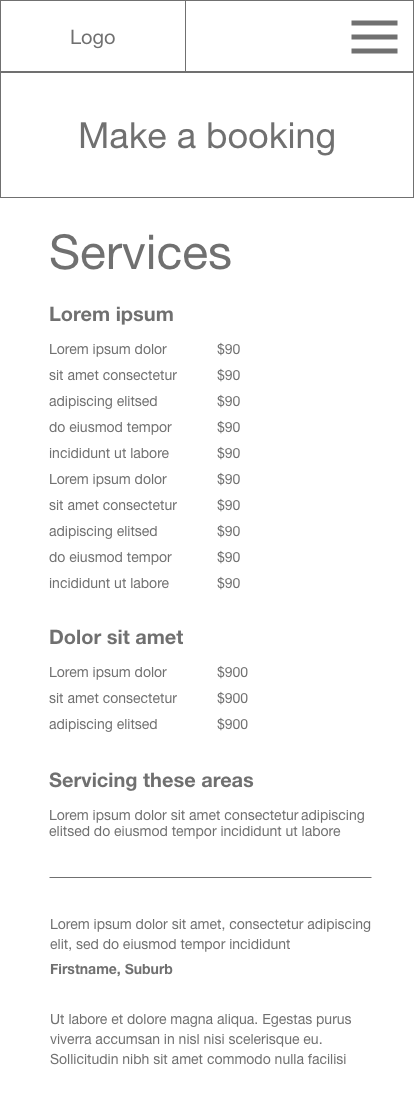 Logo
Make a booking
Services
Lorem ipsum
Lorem ipsum dolor $90
sit amet consectetur $90
adipiscing elitsed $90
do eiusmod tempor $90
incididunt ut labore $90
Lorem ipsum dolor $90
sit amet consectetur $90
adipiscing elitsed $90
do eiusmod tempor $90
incididunt ut labore $90
Dolor sit amet
Lorem ipsum dolor $900
sit amet consectetur $900
adipiscing elitsed $900
Servicing these areas
Lorem ipsum dolor sit amet consectetur adipiscing
elitsed do eiusmod tempor incididunt ut labore
Lorem ipsum dolor sit amet, consectetur adipiscing
elit, sed do eiusmod tempor incididunt
Firstname, Suburb
Ut labore et dolore magna aliqua. Egestas purus
viverra accumsan in nisl nisi scelerisque eu.
Sollicitudin nibh sit amet commodo nulla facilisi